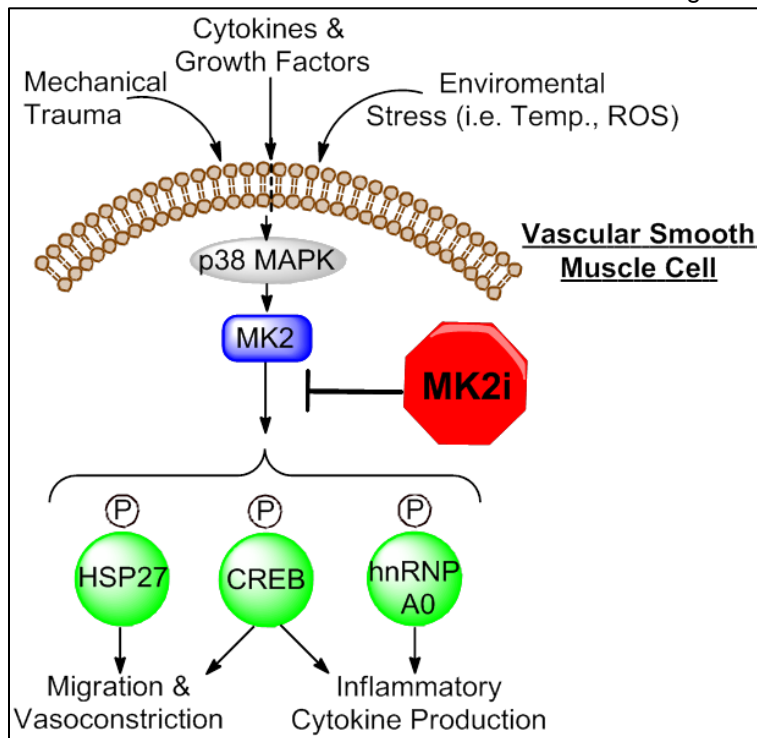 Cytokines &
Growth Factors
Mechanical
Trauma
Enviromental
Stress (i.e. Temp., ROS)
Vascular Smooth
Muscle Cell
p38 MAPK
MK2
MK2i
P
P
P
HSP27
CREB
hnRNP
A0
Migration &
Vasoconstriction
Inflammatory
Cytokine Production